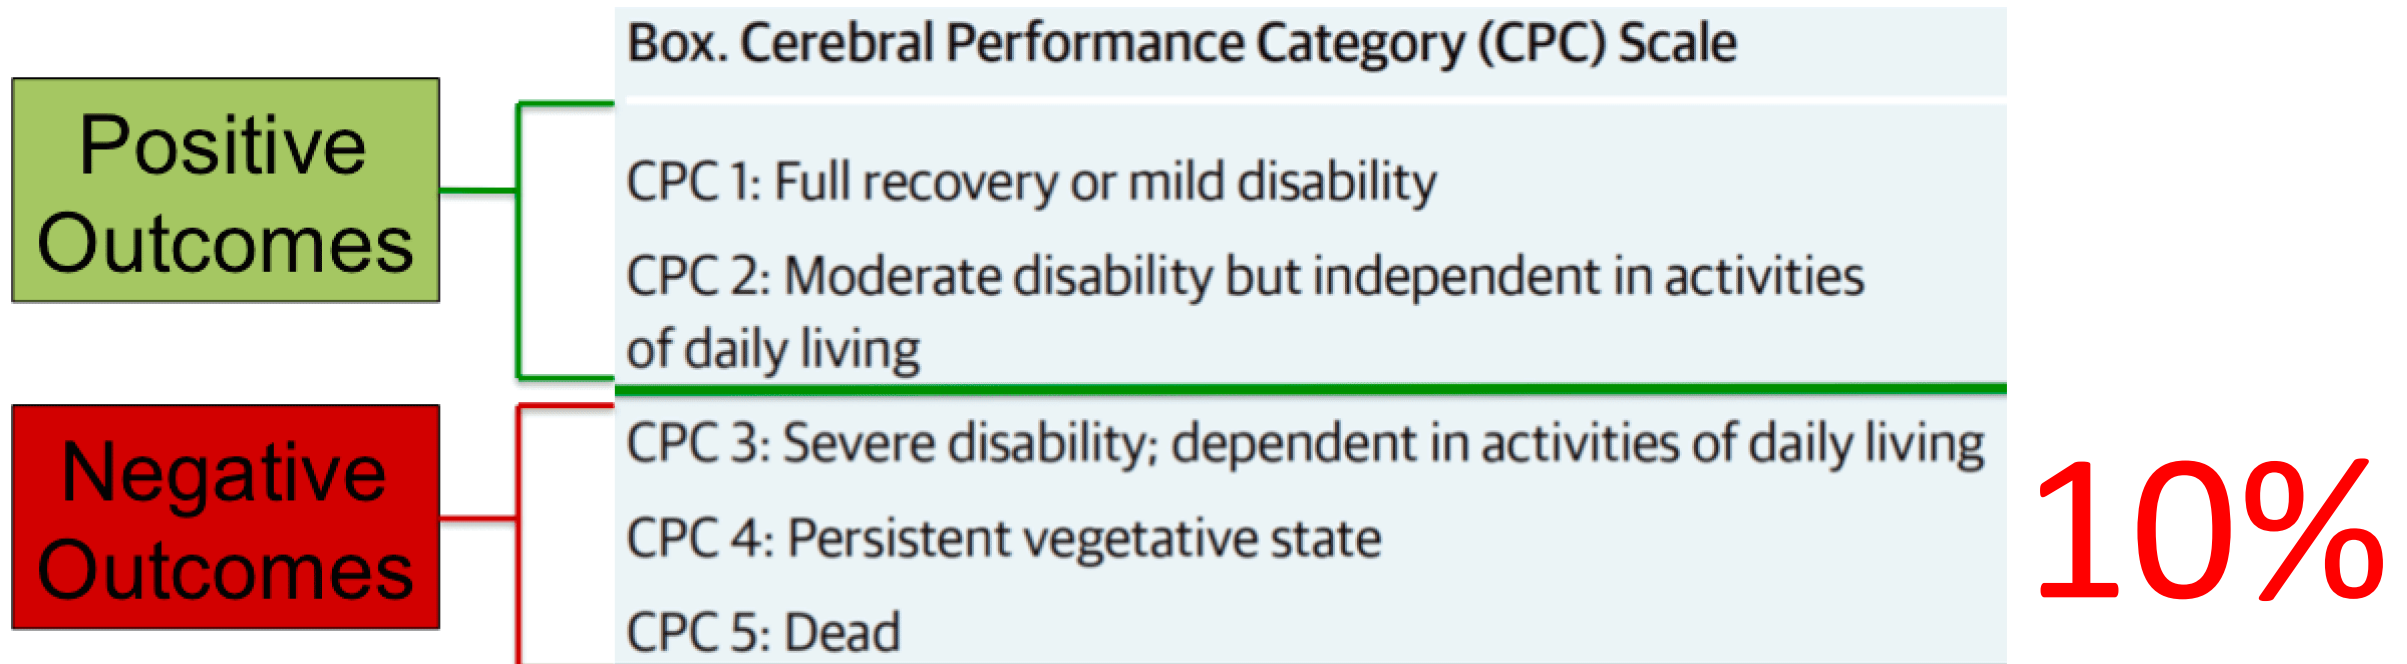 Box. Cerebral Performance Category (CPC) Scale
Positive
Outcomes
CPC 1: Full recovery or mild disability
CPC 2: Moderate disability but independent in activities
of daily living
Negative
Outcomes
CPC 3: Severe disability; dependent in activities of daily living
CPC 4: Persistent vegetative state
CPC 5: Dead
10%